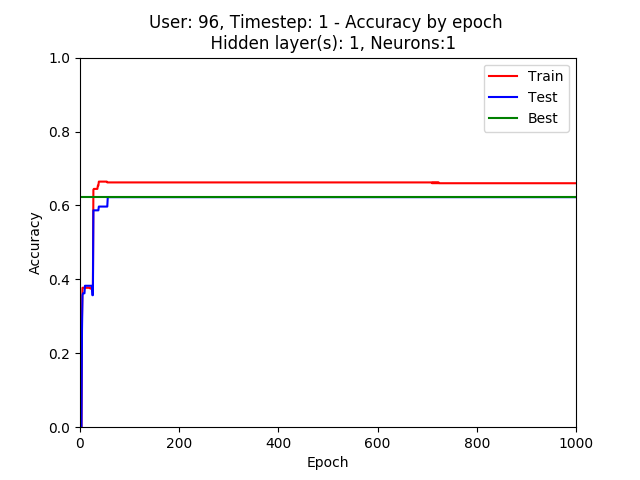 User: 96, Timestep: 1 - Accuracy by epoch
Hidden layer(s): 1, Neurons:1
1.0
0.8
0.6
0.4
0.2
0.0
Accuracy
Train
Test
Best
0 200 400 600 800 1000
Epoch